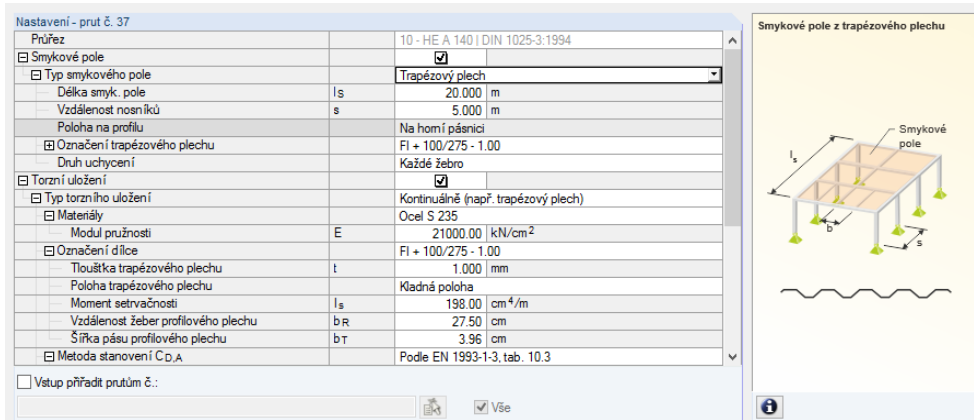 Nastavení - prut č. 37
Průřez 10 - HE A 140 | DIN 1025-3:1994
Smykové pole
Typ smykového pole Trapézový plech
Délka smyk. pole ls 20.000 m
Vzdálenost nosníků s 5.000 m
Poloha na profilu Na horní pásnici
Označení trapézového plechu FI + 100/275 - 1.00
Druh uchycení Každé žebro
Torzní uložení
Typ torzního uložení Kontinuálně (např. trapézový plech)
Materiály Ocel S 235
Modul pružnosti E 21000.00 kN/cm2
Označení dílce FI + 100/275 - 1.00
Tloušťka trapézového plechu t 1.000 mm
Poloha trapézového plechu Kladná poloha
Moment setrvačnosti Is 198.00 cm4/m
Vzdálenost žeber profilového plechu bR 27.50 cm
Šířka pásu profilového plechu bT 3.96 cm
Metoda stanovení CD,A Podle EN 1993-1-3, tab. 10.3
Vstup přiřadit prutům č.:
Vše
Smykové pole z trapézového plechu
Smykové
pole
ls
b
s